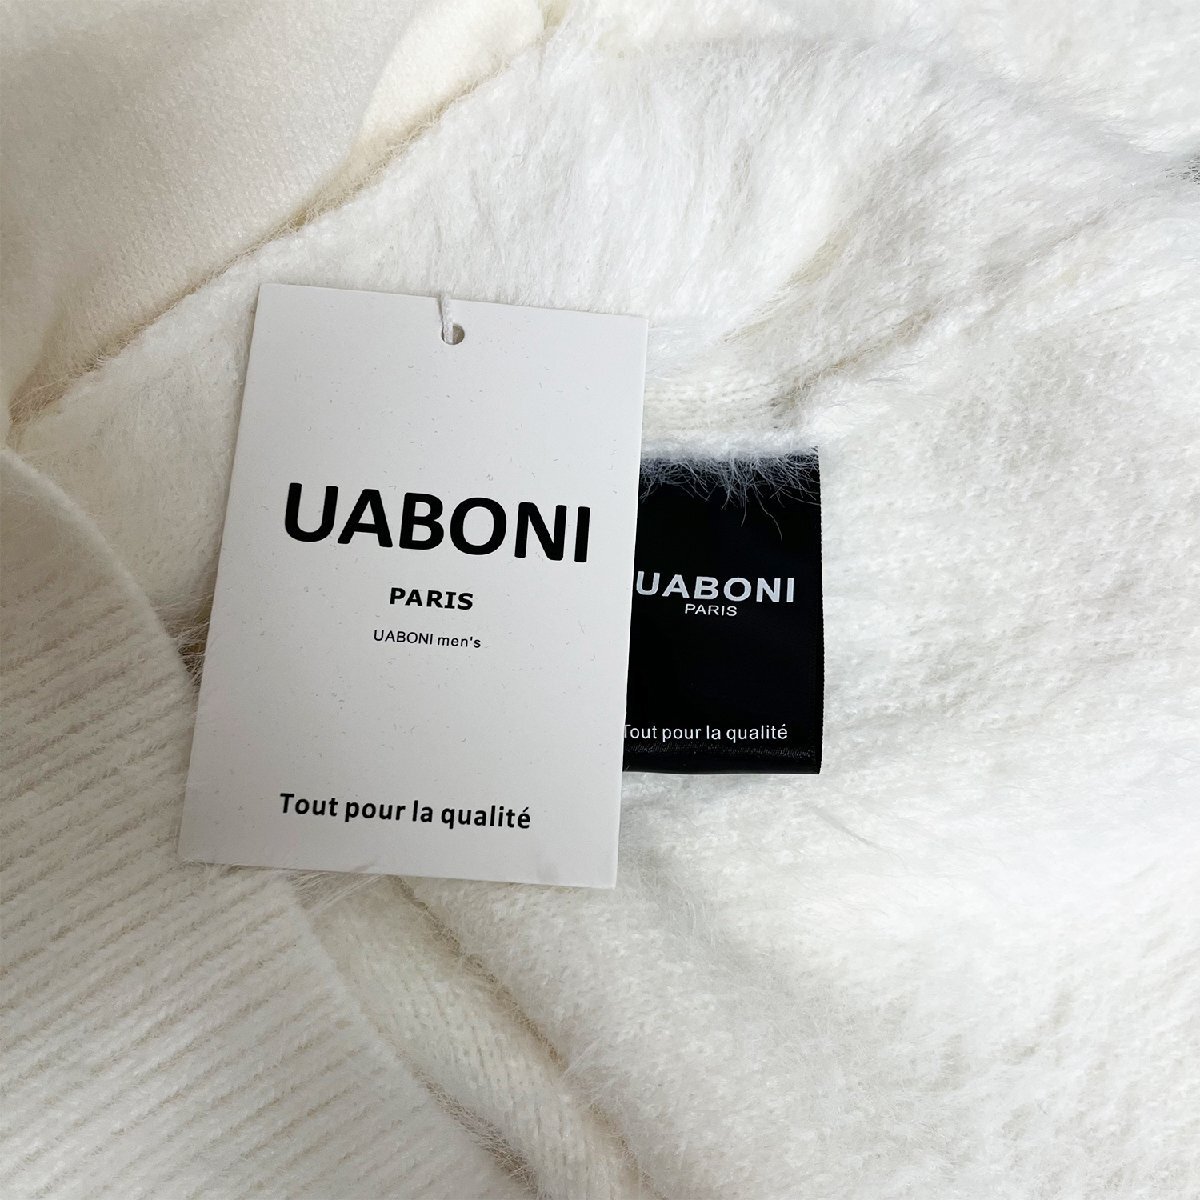 UABONI
PARIS
UABONI men's
Tout pour la qualité
UABONI
PARIS
Tout pour la qualité